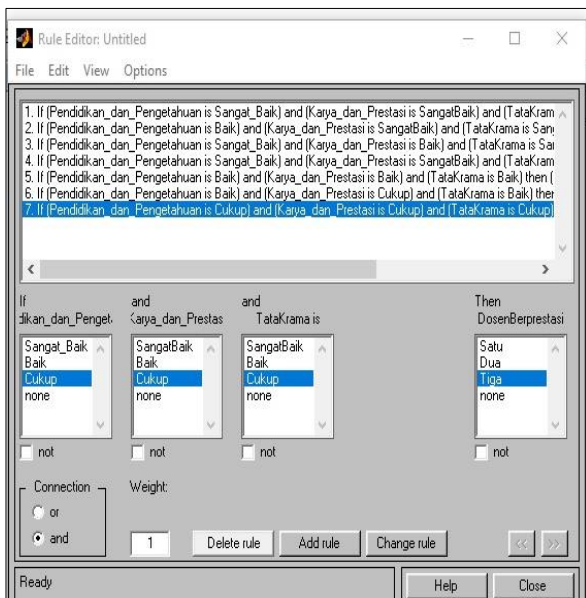 Rule Editor: Untitled
File Edit View Options
1. If (Pendidikan_dan_Pengetahuan is Sangat_Baik) and (Karya_dan_Prestasi is SangatBaik) and (TataKram
2. If (Pendidikan_dan_Pengetahuan is Baik) and (Karya_dan_Prestasi is SangatBaik) and (TataKrama is San
3. If (Pendidikan_dan_Pengetahuan is Sangat_Baik) and (Karya_dan_Prestasi is Baik) and (TataKrama is Sa
4. If (Pendidikan_dan_Pengetahuan is Sangat_Baik) and (Karya_dan_Prestasi is SangatBaik) and (TataKram
5. If (Pendidikan_dan_Pengetahuan is Baik) and (Karya_dan_Prestasi is Baik) and (TataKrama is Baik) then (
6. If (Pendidikan_dan_Pengetahuan is Baik) and (Karya_dan_Prestasi is Cukup) and (TataKrama is Baik) ther
7. If (Pendidikan_dan_Pengetahuan is Cukup) and (Karya_dan_Prestasi is Cukup) and (TataKrama is Cukup)
If and and Then
dikan_dan_Penget Karya_dan_Prestas TataKrama is DosenBerprestasi
Sangat_Baik SangatBaik SangatBaik Satu
Baik Baik Baik Dua
Cukup Cukup Cukup Tiga
none none none none
not not not not
Connection Weight:
or
and 1 Delete rule Add rule Change rule << >>
Ready Help Close